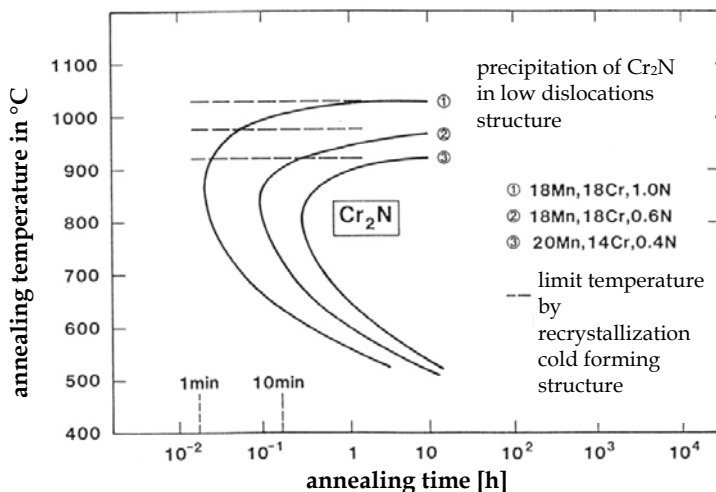 annealing temperature in °C
1100
1000
900
800
700
600
500
400
precipitation of Cr₂N
in low dislocations
structure
①
②
③
Cr₂N
① 18Mn,18Cr,1.0N
② 18Mn,18Cr,0.6N
③ 20Mn,14Cr,0.4N
limit temperature
by
recrystallization
cold forming
structure
1min 10min
10⁻² 10⁻¹ 1 10 10² 10³ 10⁴
annealing time [h]